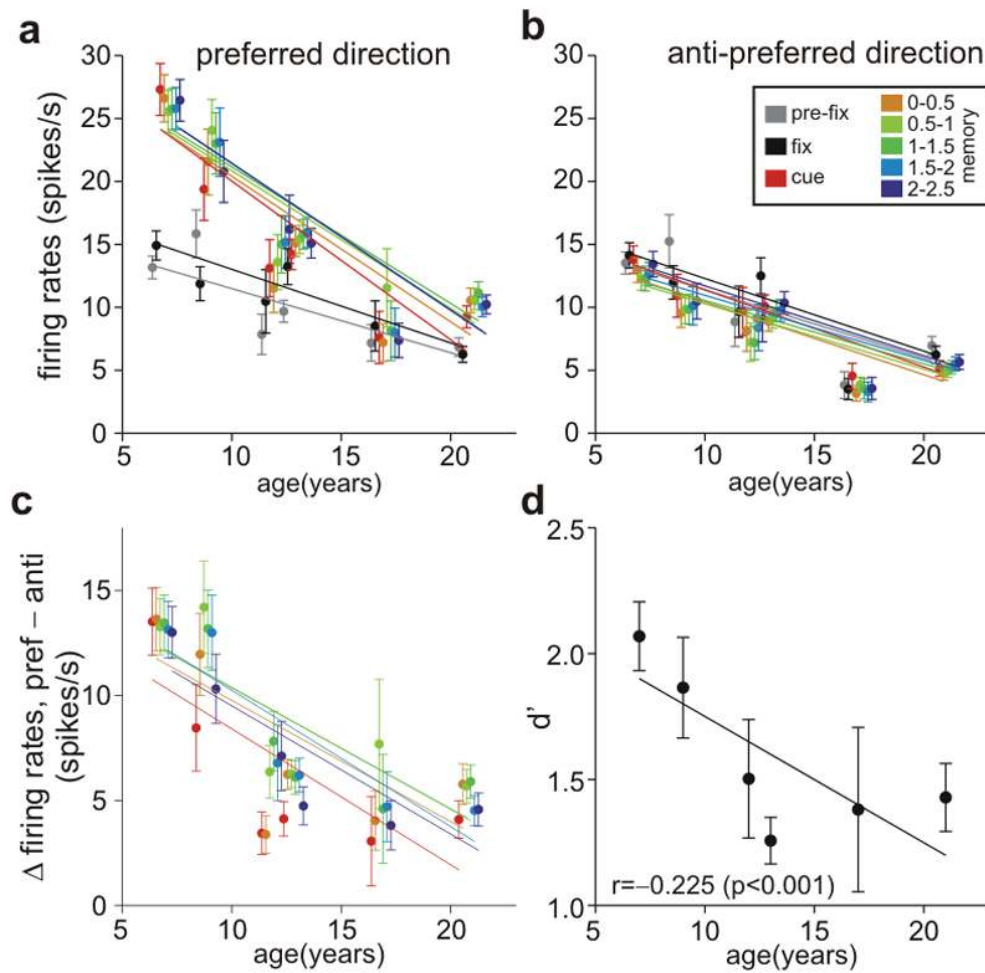 a
preferred direction
30
25
20
15
10
5
0
firing rates (spikes/s)
5
10
15
20
age(years)
b
anti-preferred direction
pre-fix
fix
cue
0-0.5
0.5-1
1-1.5
1.5-2
2-2.5
memory
30
25
20
15
10
5
0
5
10
15
20
age(years)
c
15
10
5
0
Δ firing rates, pref – anti
(spikes/s)
5
10
15
20
age(years)
d
2.5
2.0
1.5
1.0
d'
r=–0.225 (p<0.001)
5
10
15
20
age(years)